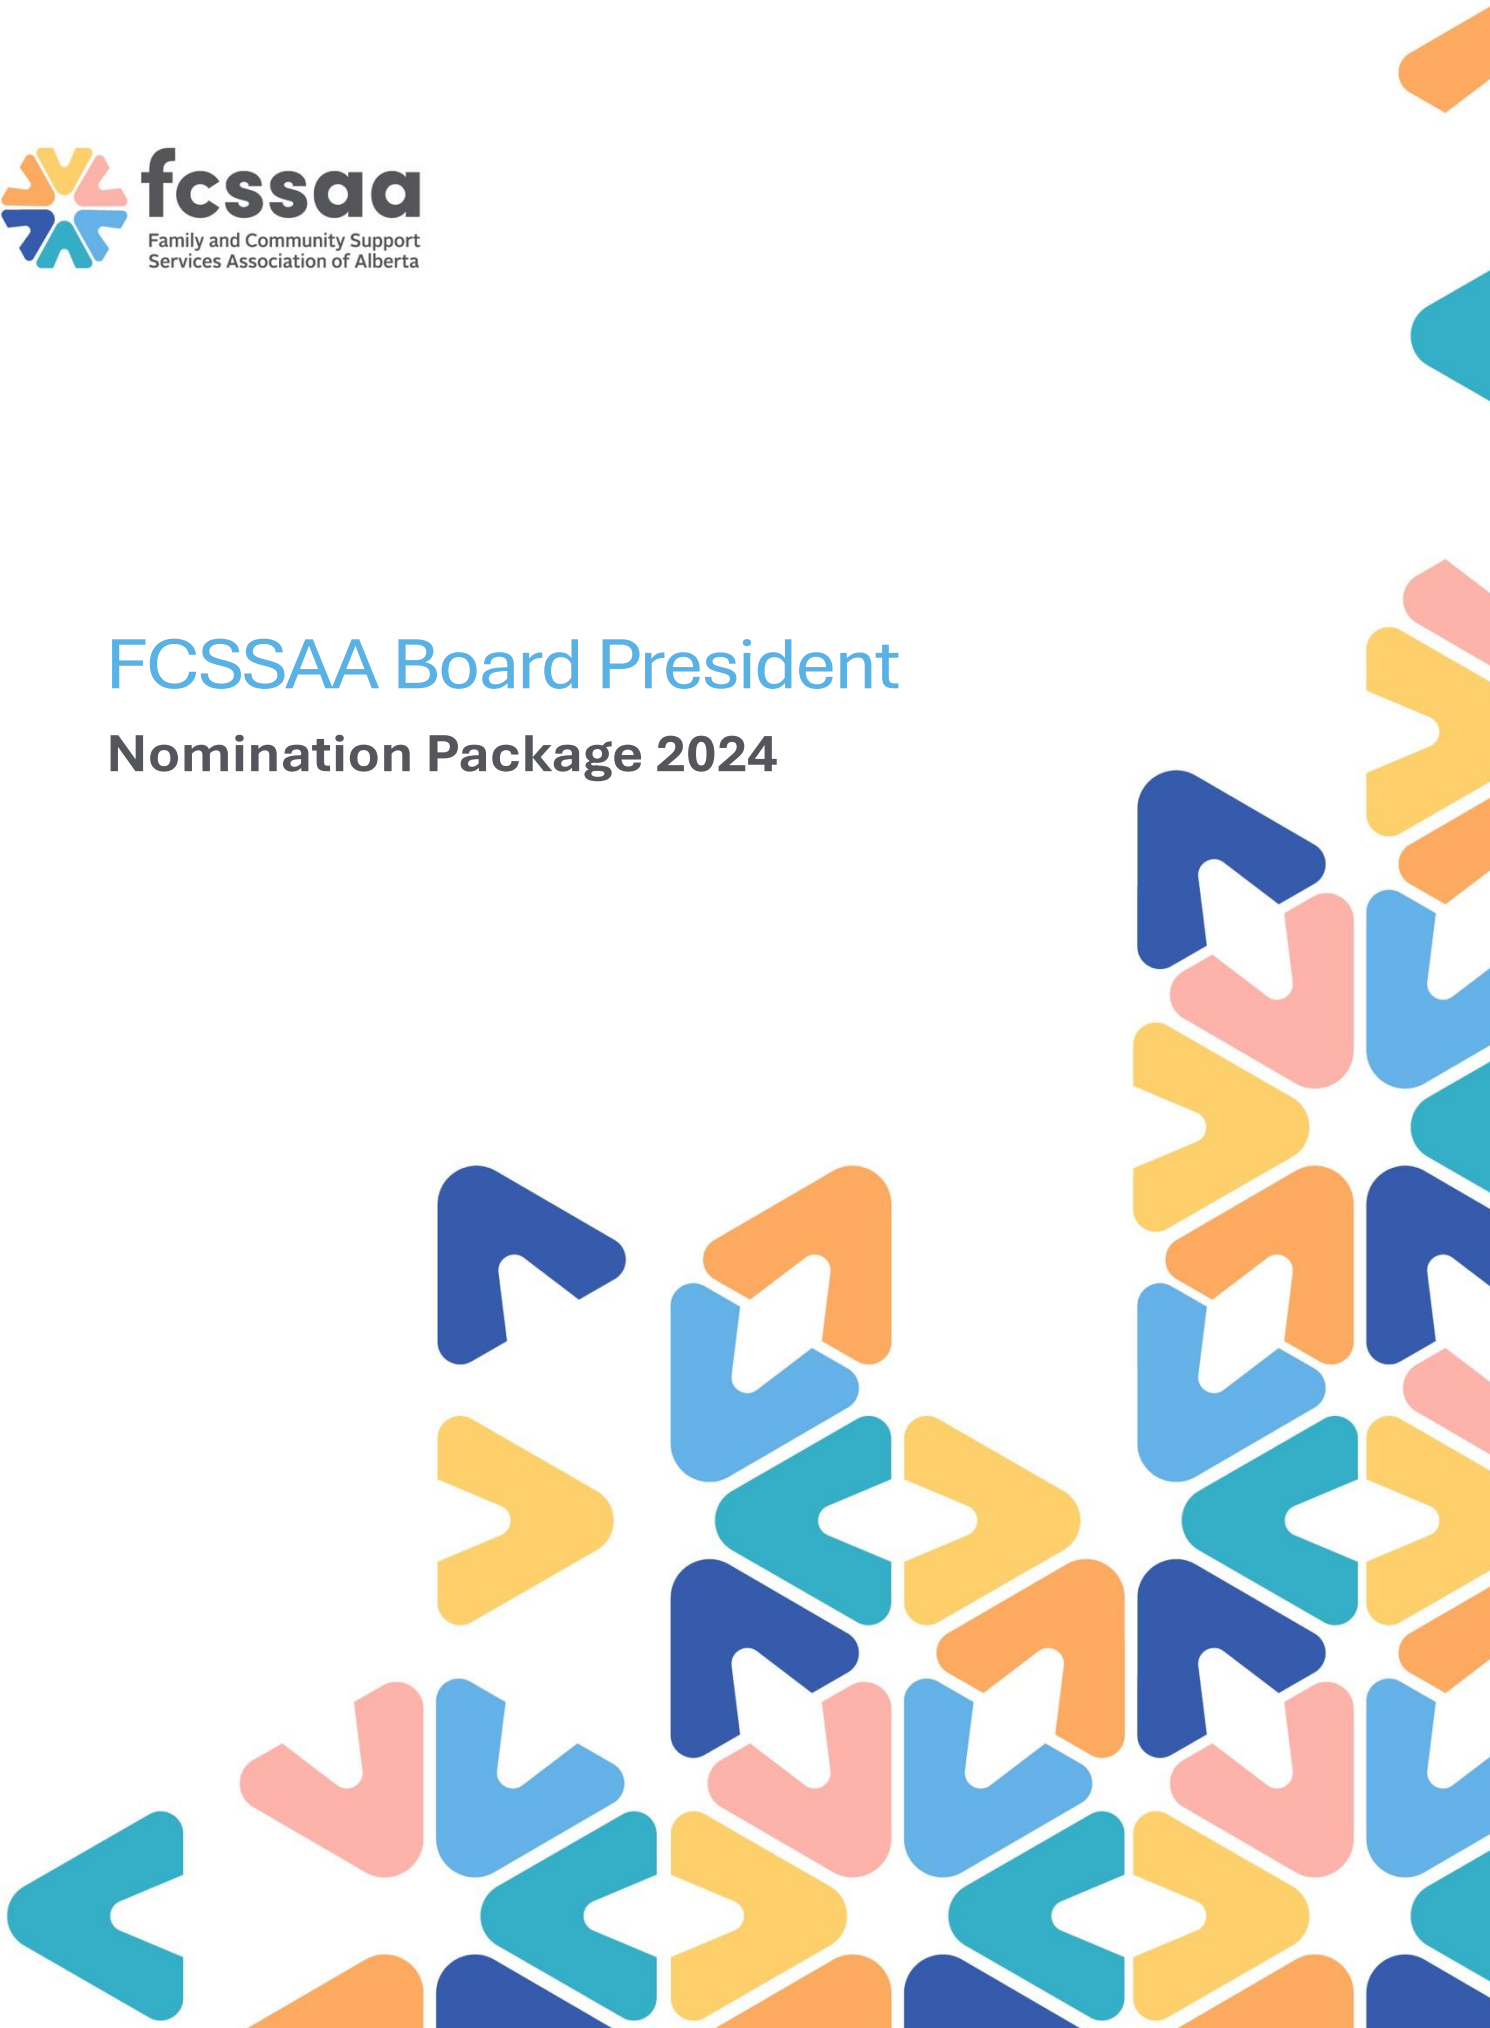 fcssaa
Family and Community Support
Services Association of Alberta
FCSSAA Board President
Nomination Package 2024